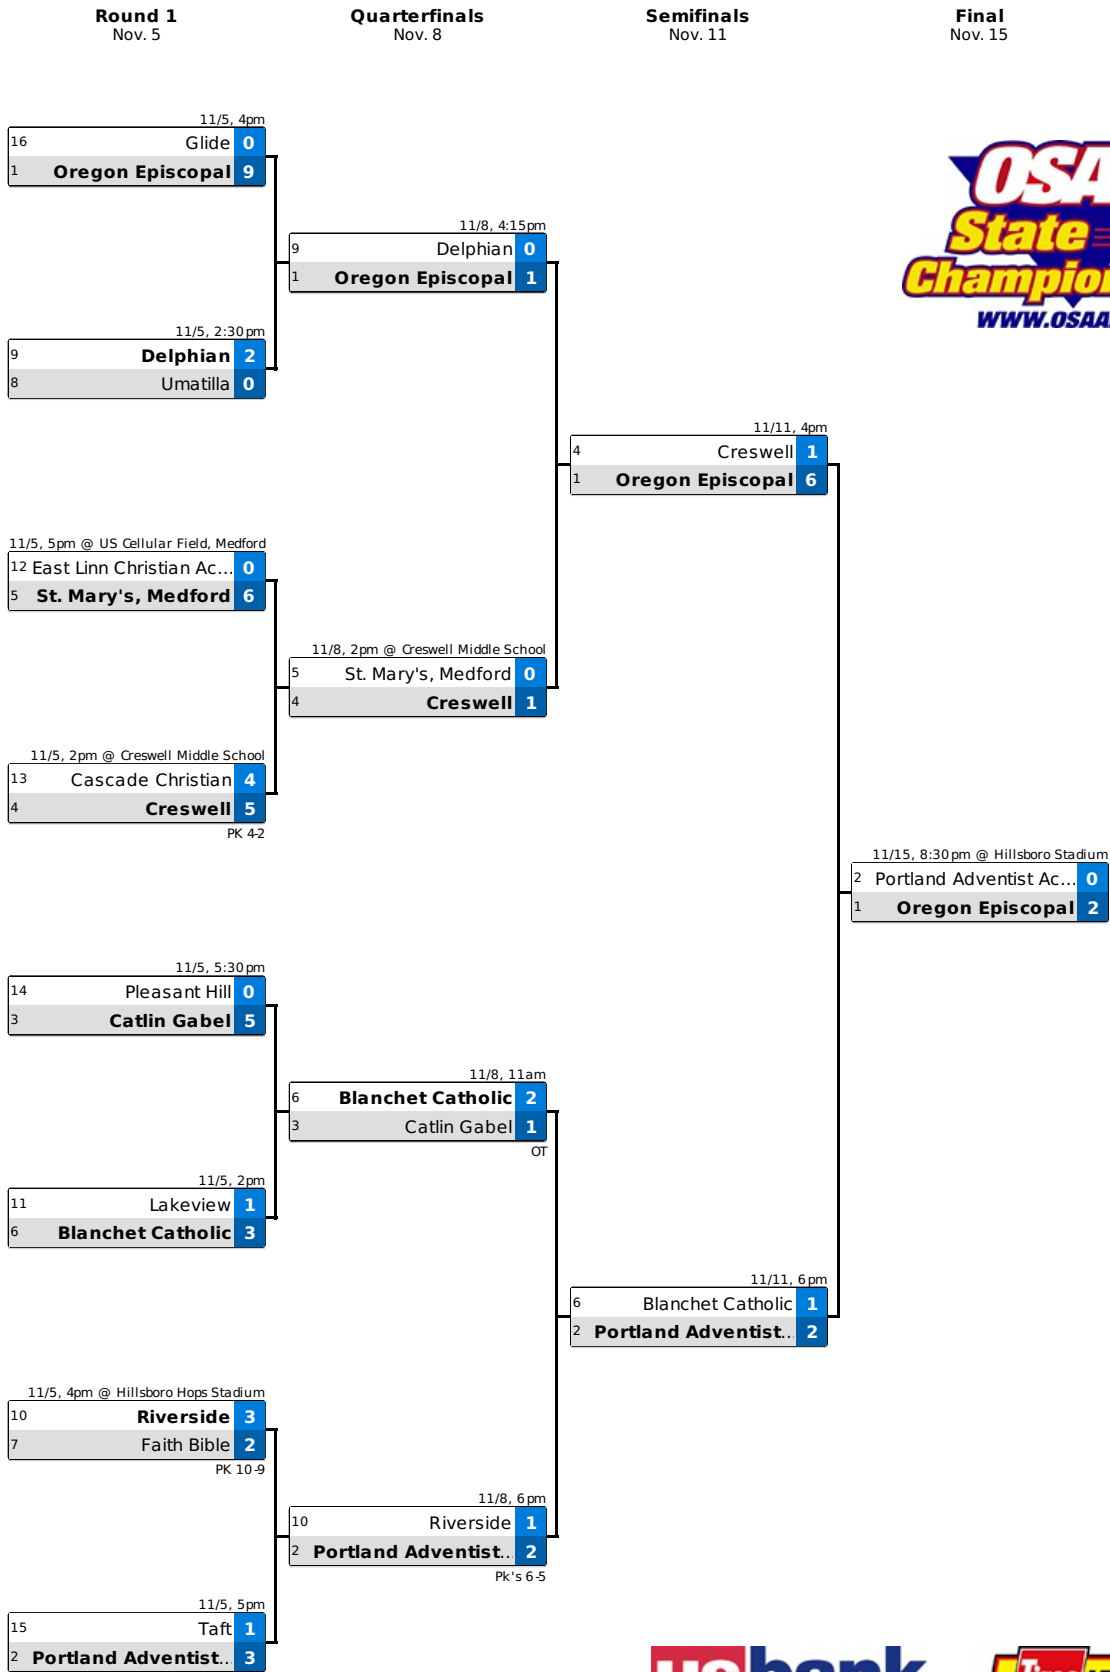 Round 1
Nov. 5
Quarterfinals
Nov. 8
Semifinals
Nov. 11
Final
Nov. 15
11/5, 4pm
16 Glide 0
1 Oregon Episcopal 9
11/5, 2:30pm
9 Delphian 2
8 Umatilla 0
11/5, 5pm @ US Cellular Field, Medford
12 East Linn Christian Ac... 0
5 St. Mary's, Medford 6
11/5, 2pm @ Creswell Middle School
13 Cascade Christian 4
4 Creswell 5
PK 4-2
11/5, 5:30pm
14 Pleasant Hill 0
3 Catlin Gabel 5
11/5, 2pm
11 Lakeview 1
6 Blanchet Catholic 3
11/5, 4pm @ Hillsboro Hops Stadium
10 Riverside 3
7 Faith Bible 2
PK 10-9
11/5, 5pm
15 Taft 1
2 Portland Adventist... 3
11/8, 4:15pm
9 Delphian 0
1 Oregon Episcopal 1
11/8, 2pm @ Creswell Middle School
5 St. Mary's, Medford 0
4 Creswell 1
11/8, 11am
6 Blanchet Catholic 2
3 Catlin Gabel 1
OT
11/8, 6pm
10 Riverside 1
2 Portland Adventist... 2
Pk's 6-5
11/11, 4pm
4 Creswell 1
1 Oregon Episcopal 6
11/11, 6pm
6 Blanchet Catholic 1
2 Portland Adventist... 2
11/15, 8:30pm @ Hillsboro Stadium
2 Portland Adventist Ac... 0
1 Oregon Episcopal 2
OSA
State
Champion
WWW.OSAA
usbank